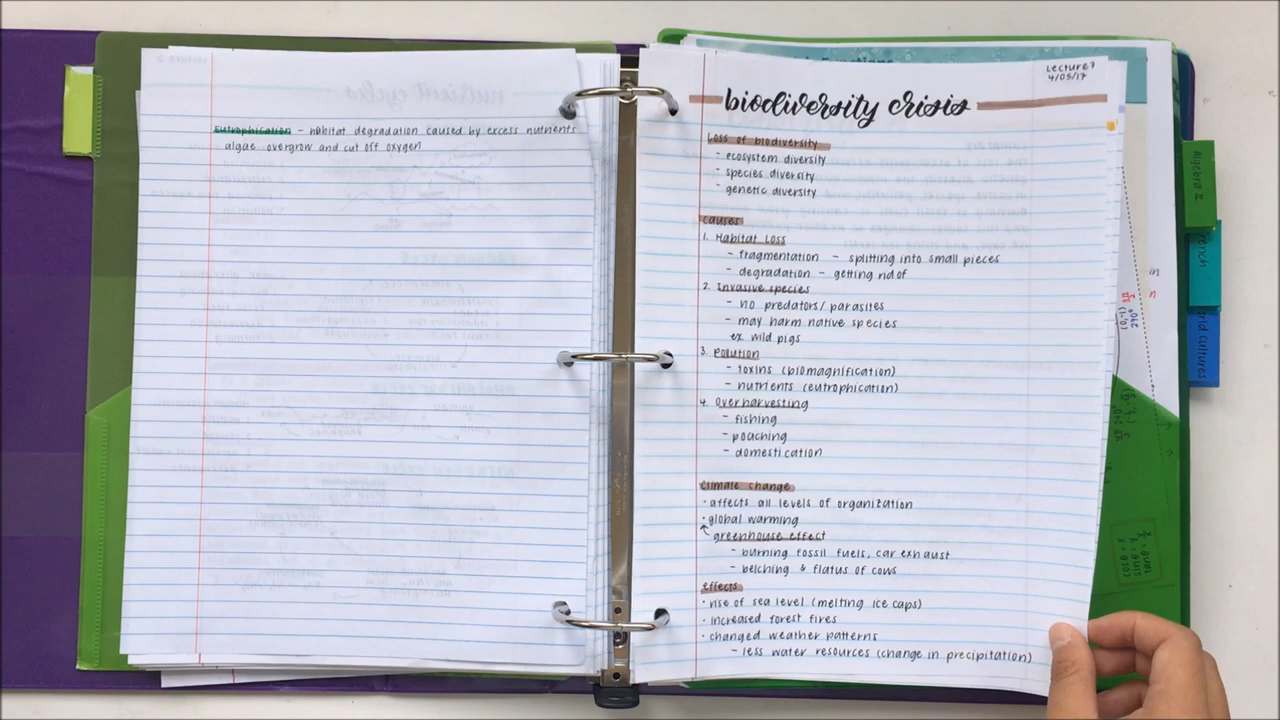 Eutrophication - habitat degradation caused by excess nutrients
algae overgrow and cut off oxygen
Lecture 7
4/05/17
biodiversity crisis
Loss of biodiversity
- ecosystem diversity
- species diversity
- genetic diversity
causes
1. Habitat Loss
- fragmentation - splitting into small pieces
- degradation - getting rid of
2. Invasive species
- no predators/parasites
- may harm native species
ex. wild pigs
3. Pollution
- toxins (biomagnification)
- nutrients (eutrophication)
4. Overharvesting
- fishing
- poaching
- domestication
Climate change
· affects all levels of organization
· global warming
greenhouse effect
- burning fossil fuels, car exhaust
- belching & flatus of cows
Effects
· rise of sea level (melting ice caps)
· increased forest fires
· changed weather patterns
- less water resources (change in precipitation)
Algebra II
rench
rld cultures